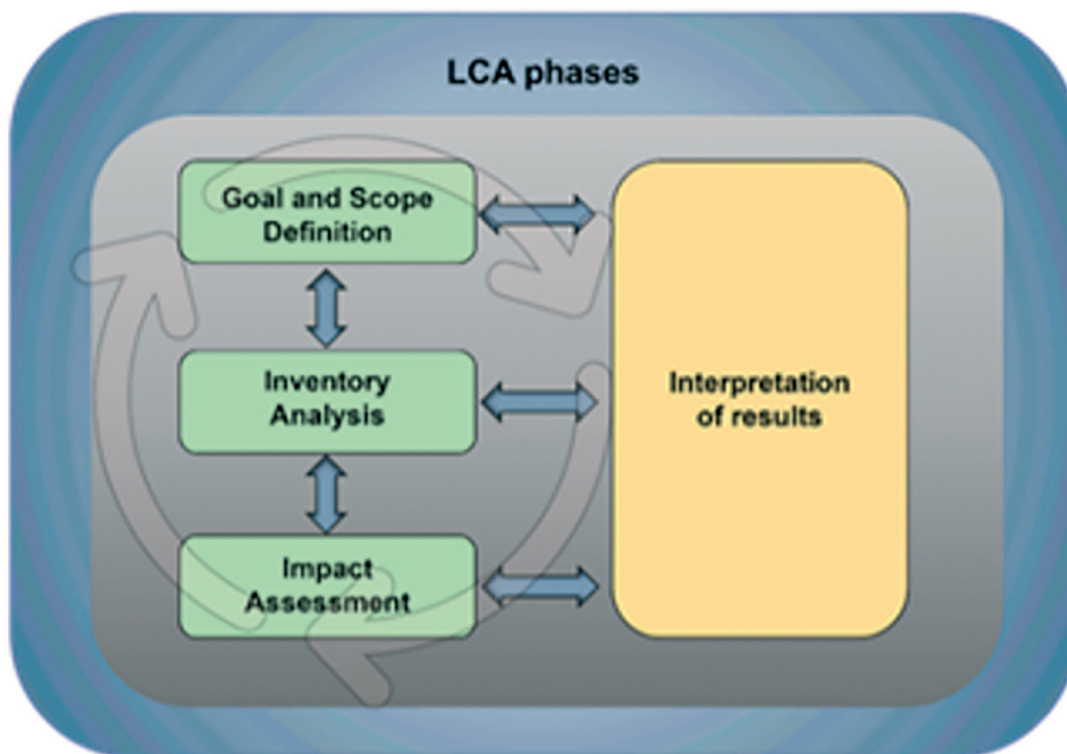 LCA phases
Goal and Scope
Definition
Inventory
Analysis
Impact
Assessment
Interpretation
of results